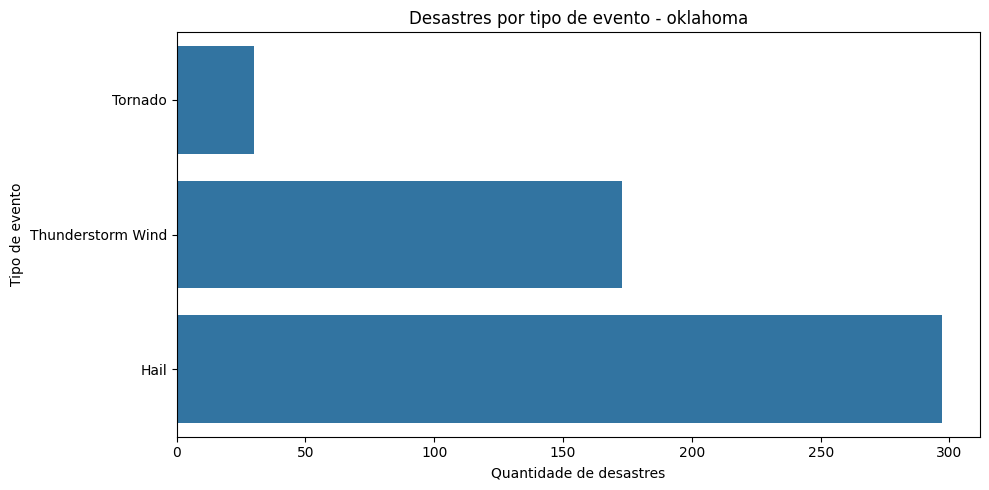 Desastres por tipo de evento - oklahoma
Tipo de evento
Tornado
Thunderstorm Wind
Hail
0 50 100 150 200 250 300
Quantidade de desastres